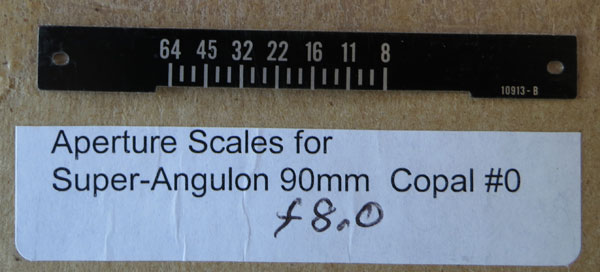 64 45 32 22 16 11 8
10913-B
Aperture Scales for
Super-Angulon 90mm Copal #0
f8.0